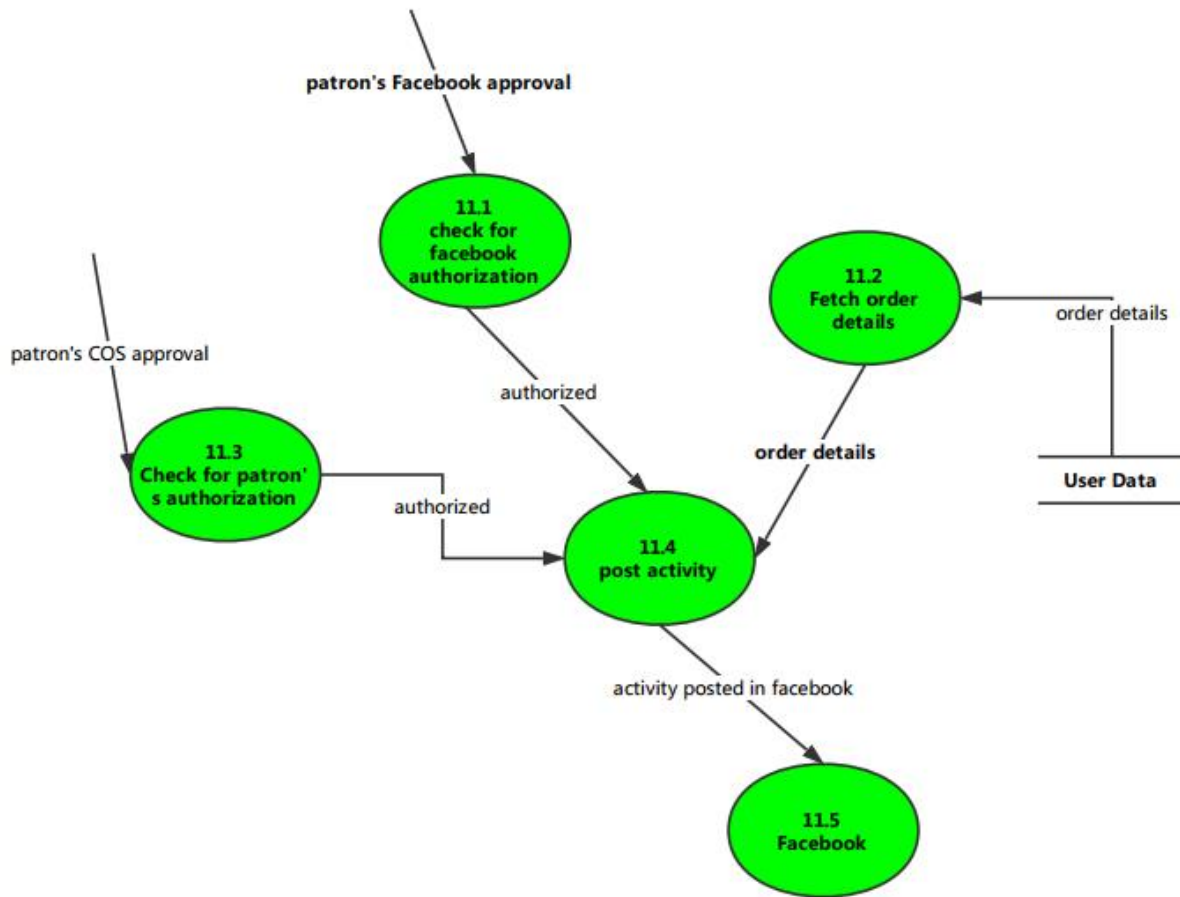 patron's Facebook approval
11.1
check for
facebook
authorization
11.2
Fetch order
details
order details
patron's COS approval
authorized
11.3
Check for patron'
s authorization
order details
User Data
authorized
11.4
post activity
activity posted in facebook
11.5
Facebook